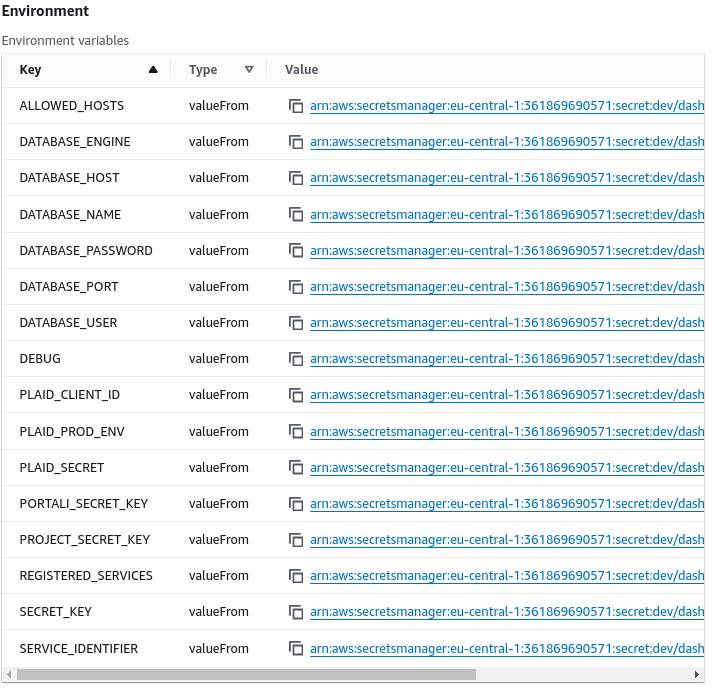 Environment
Environment variables
Key Type Value
ALLOWED_HOSTS valueFrom arn:aws:secretsmanager:eu-central-1:361869690571:secret:dev/dash
DATABASE_ENGINE valueFrom arn:aws:secretsmanager:eu-central-1:361869690571:secret:dev/dash
DATABASE_HOST valueFrom arn:aws:secretsmanager:eu-central-1:361869690571:secret:dev/dash
DATABASE_NAME valueFrom arn:aws:secretsmanager:eu-central-1:361869690571:secret:dev/dash
DATABASE_PASSWORD valueFrom arn:aws:secretsmanager:eu-central-1:361869690571:secret:dev/dash
DATABASE_PORT valueFrom arn:aws:secretsmanager:eu-central-1:361869690571:secret:dev/dash
DATABASE_USER valueFrom arn:aws:secretsmanager:eu-central-1:361869690571:secret:dev/dash
DEBUG valueFrom arn:aws:secretsmanager:eu-central-1:361869690571:secret:dev/dash
PLAID_CLIENT_ID valueFrom arn:aws:secretsmanager:eu-central-1:361869690571:secret:dev/dash
PLAID_PROD_ENV valueFrom arn:aws:secretsmanager:eu-central-1:361869690571:secret:dev/dash
PLAID_SECRET valueFrom arn:aws:secretsmanager:eu-central-1:361869690571:secret:dev/dash
PORTALI_SECRET_KEY valueFrom arn:aws:secretsmanager:eu-central-1:361869690571:secret:dev/dash
PROJECT_SECRET_KEY valueFrom arn:aws:secretsmanager:eu-central-1:361869690571:secret:dev/dash
REGISTERED_SERVICES valueFrom arn:aws:secretsmanager:eu-central-1:361869690571:secret:dev/dash
SECRET_KEY valueFrom arn:aws:secretsmanager:eu-central-1:361869690571:secret:dev/dash
SERVICE_IDENTIFIER valueFrom arn:aws:secretsmanager:eu-central-1:361869690571:secret:dev/dash